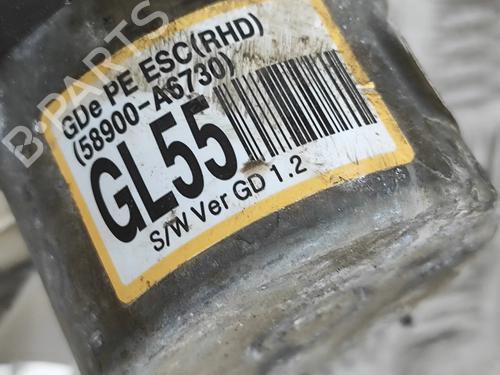 GDe PE ESC(RHD)
(58900-A6730)
GL55
S/W Ver GD 1.2
B-PARTS